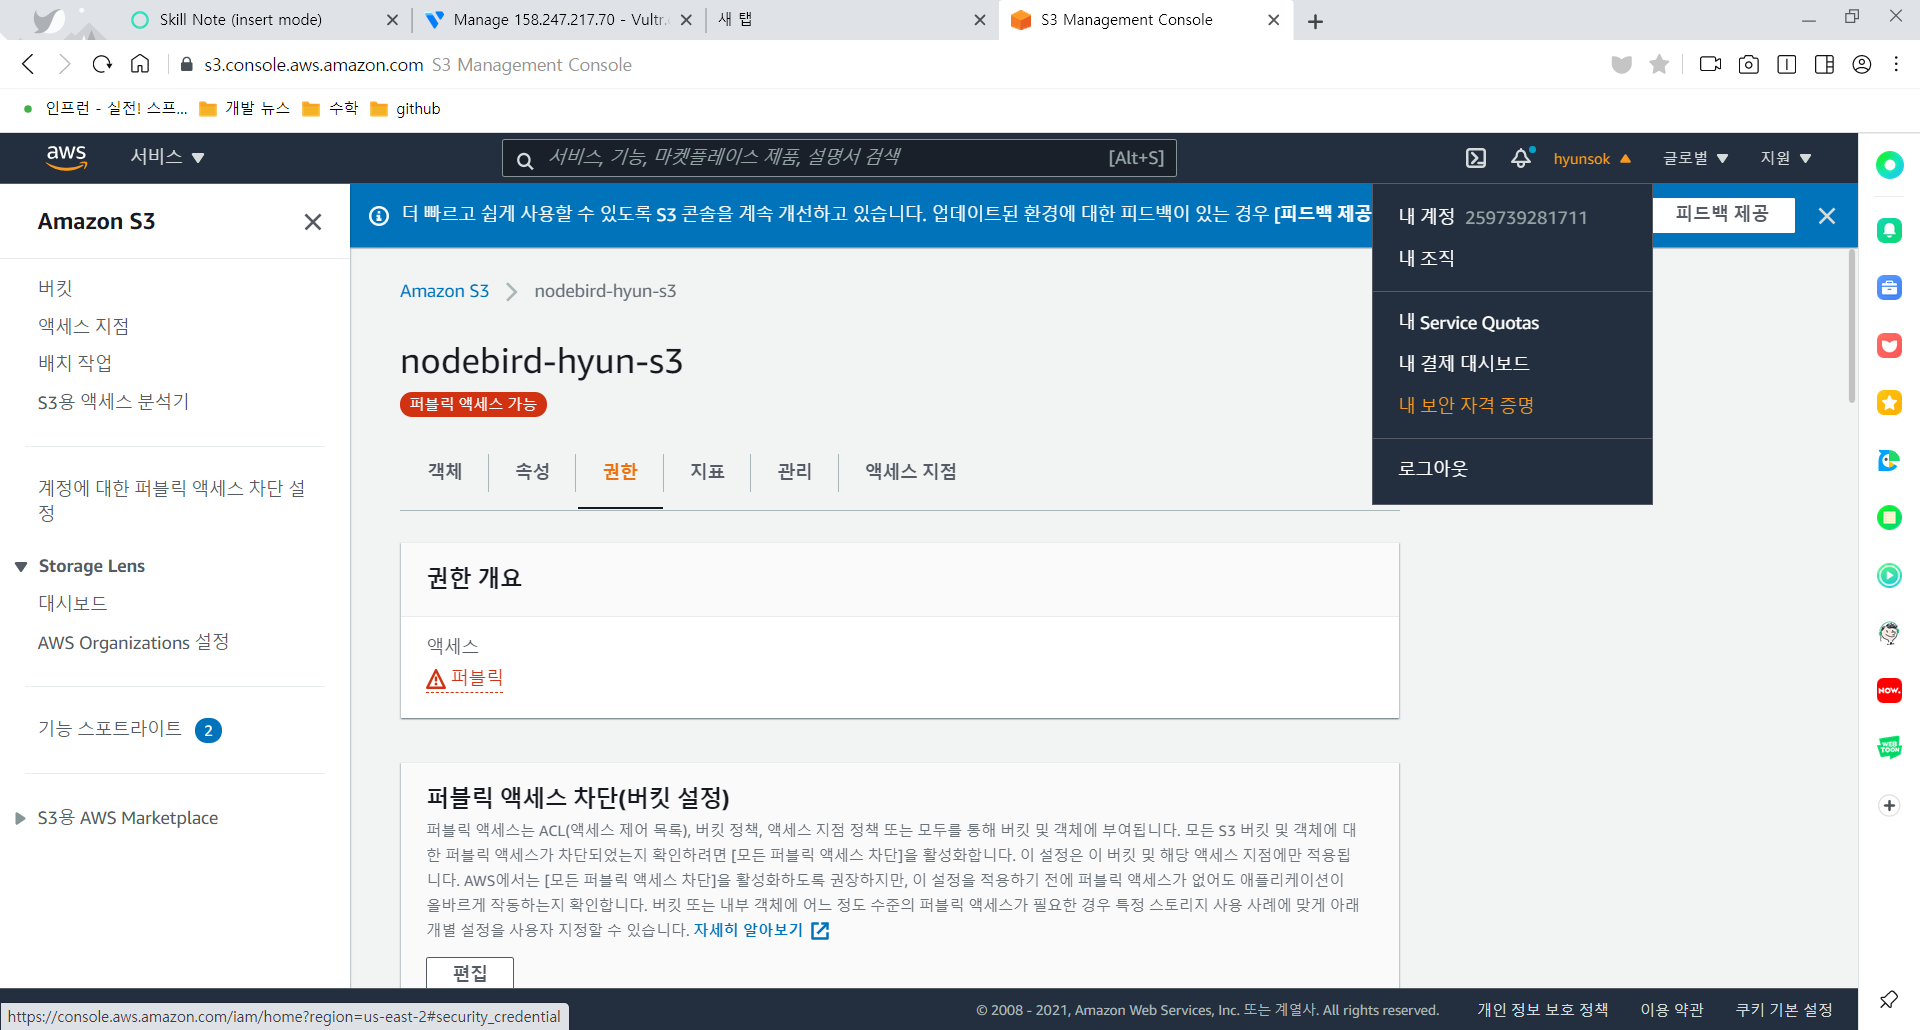 Skill Note (insert mode)
Manage 158.247.217.70 - Vultr.
새 탭
S3 Management Console
s3.console.aws.amazon.com S3 Management Console
인프런 - 실전! 스프...
개발 뉴스
수학
github
aws
서비스
서비스, 기능, 마켓플레이스 제품, 설명서 검색
[Alt+S]
hyunsok
글로벌
지원
Amazon S3
버킷
액세스 지점
배치 작업
S3용 액세스 분석기
계정에 대한 퍼블릭 액세스 차단 설
정
Storage Lens
대시보드
AWS Organizations 설정
기능 스포트라이트 2
S3용 AWS Marketplace
더 빠르고 쉽게 사용할 수 있도록 S3 콘솔을 계속 개선하고 있습니다. 업데이트된 환경에 대한 피드백이 있는 경우 [피드백 제공
피드백 제공
내 계정 259739281711
내 조직
내 Service Quotas
내 결제 대시보드
내 보안 자격 증명
로그아웃
Amazon S3
nodebird-hyun-s3
nodebird-hyun-s3
퍼블릭 액세스 가능
객체
속성
권한
지표
관리
액세스 지점
권한 개요
액세스
퍼블릭
퍼블릭 액세스 차단(버킷 설정)
퍼블릭 액세스는 ACL(액세스 제어 목록), 버킷 정책, 액세스 지점 정책 또는 모두를 통해 버킷 및 객체에 부여됩니다. 모든 S3 버킷 및 객체에 대
한 퍼블릭 액세스가 차단되었는지 확인하려면 [모든 퍼블릭 액세스 차단]을 활성화합니다. 이 설정은 이 버킷 및 해당 액세스 지점에만 적용됩
니다. AWS에서는 [모든 퍼블릭 액세스 차단]을 활성화하도록 권장하지만, 이 설정을 적용하기 전에 퍼블릭 액세스가 없어도 애플리케이션이
올바르게 작동하는지 확인합니다. 버킷 또는 내부 객체에 어느 정도 수준의 퍼블릭 액세스가 필요한 경우 특정 스토리지 사용 사례에 맞게 아래
개별 설정을 사용자 지정할 수 있습니다. 자세히 알아보기
편집
NOW.
WEB
TOON
https://console.aws.amazon.com/iam/home?region=us-east-2#security_credential
© 2008 - 2021, Amazon Web Services, Inc. 또는 계열사. All rights reserved.
개인 정보 보호 정책
이용 약관
쿠키 기본 설정